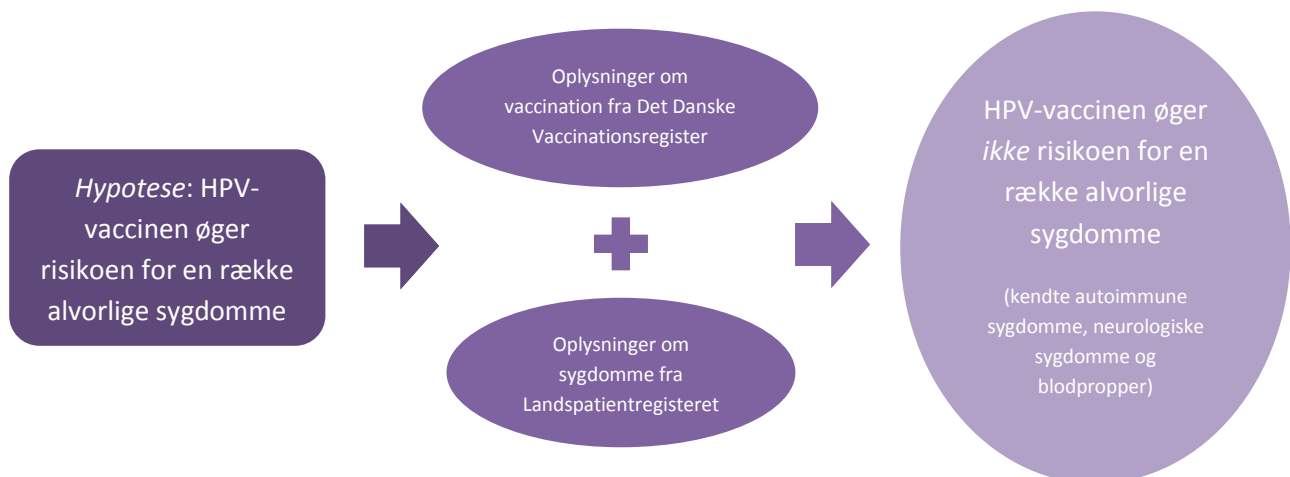 Hypotese: HPV-
vaccinen øger
risikoen for en række
alvorlige sygdomme
Oplysninger om
vaccination fra Det Danske
Vaccinationsregister
Oplysninger om
sygdomme fra
Landspatientregisteret
HPV-vaccinen øger
ikke risikoen for en
række alvorlige
sygdomme
(kendte autoimmune
sygdomme, neurologiske
sygdomme og
blodpropper)